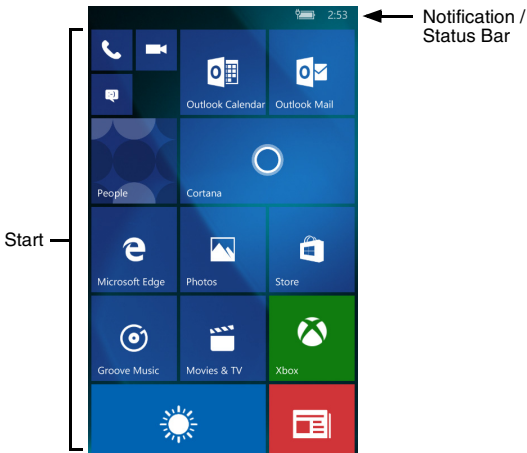 2:53
Notification /
Status Bar
Outlook Calendar
Outlook Mail
People
Cortana
Start
Microsoft Edge
Photos
Store
Groove Music
Movies & TV
Xbox